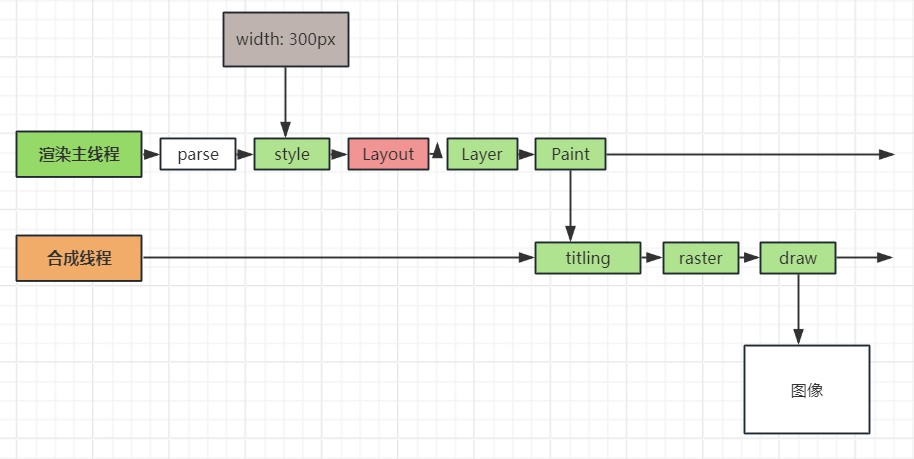 width: 300px
渲染主线程
parse
style
Layout
Layer
Paint
合成线程
titling
raster
draw
图像